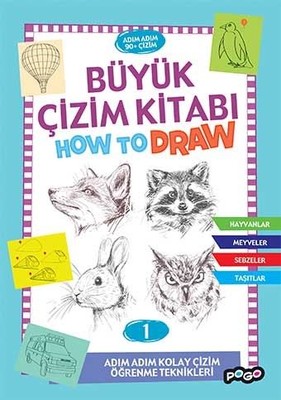 ADIM ADIM
90+ ÇİZİM
BÜYÜK
ÇİZİM KİTABI
HOW TO DRAW
HAYVANLAR
MEYVELER
SEBZELER
TAŞITLAR
1
ADIM ADIM KOLAY ÇİZİM
ÖĞRENME TEKNİKLERİ
POGO